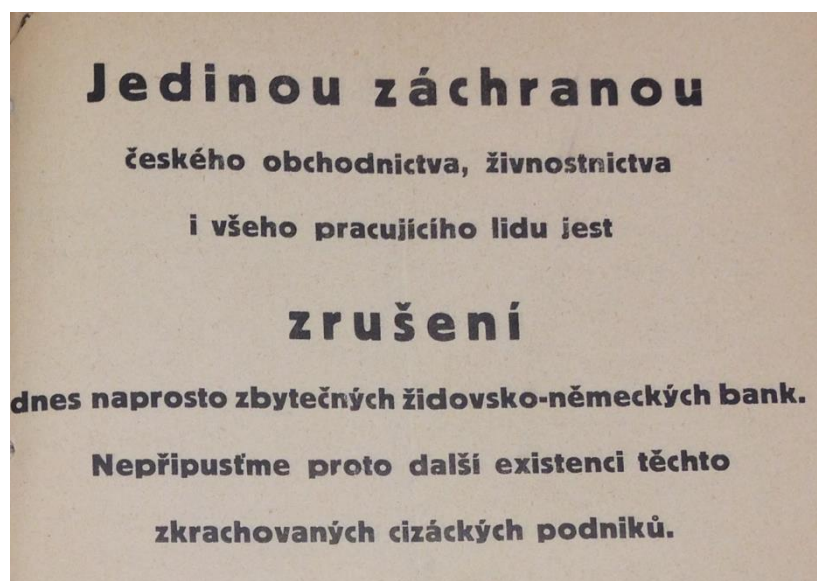 Jedinou záchranou
českého obchodnictva, živnostnictva
i všeho pracujícího lidu jest
zrušení
dnes naprosto zbytečných židovsko-německých bank.
Nepřipusťme proto další existenci těchto
zkrachovaných cizáckých podniků.